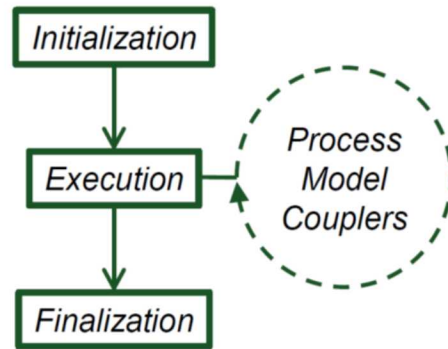 Initialization
Execution
Process
Model
Couplers
Finalization